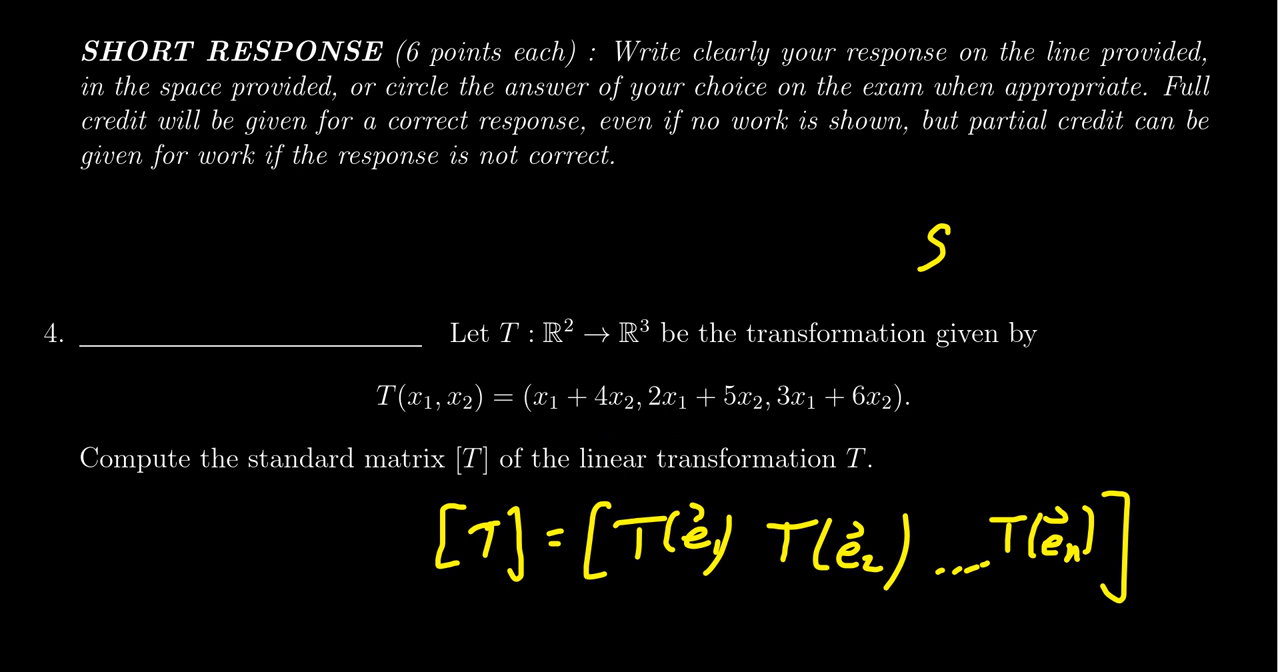 SHORT RESPONSE (6 points each) : Write clearly your response on the line provided,
in the space provided, or circle the answer of your choice on the exam when appropriate. Full
credit will be given for a correct response, even if no work is shown, but partial credit can be
given for work if the response is not correct.
S
4. ____________________ Let T : ℝ² → ℝ³ be the transformation given by
T(x₁, x₂) = (x₁ + 4x₂, 2x₁ + 5x₂, 3x₁ + 6x₂).
Compute the standard matrix [T] of the linear transformation T.
[T] = [T(e⃗₁) T(e⃗₂) .... T(e⃗ₙ)]